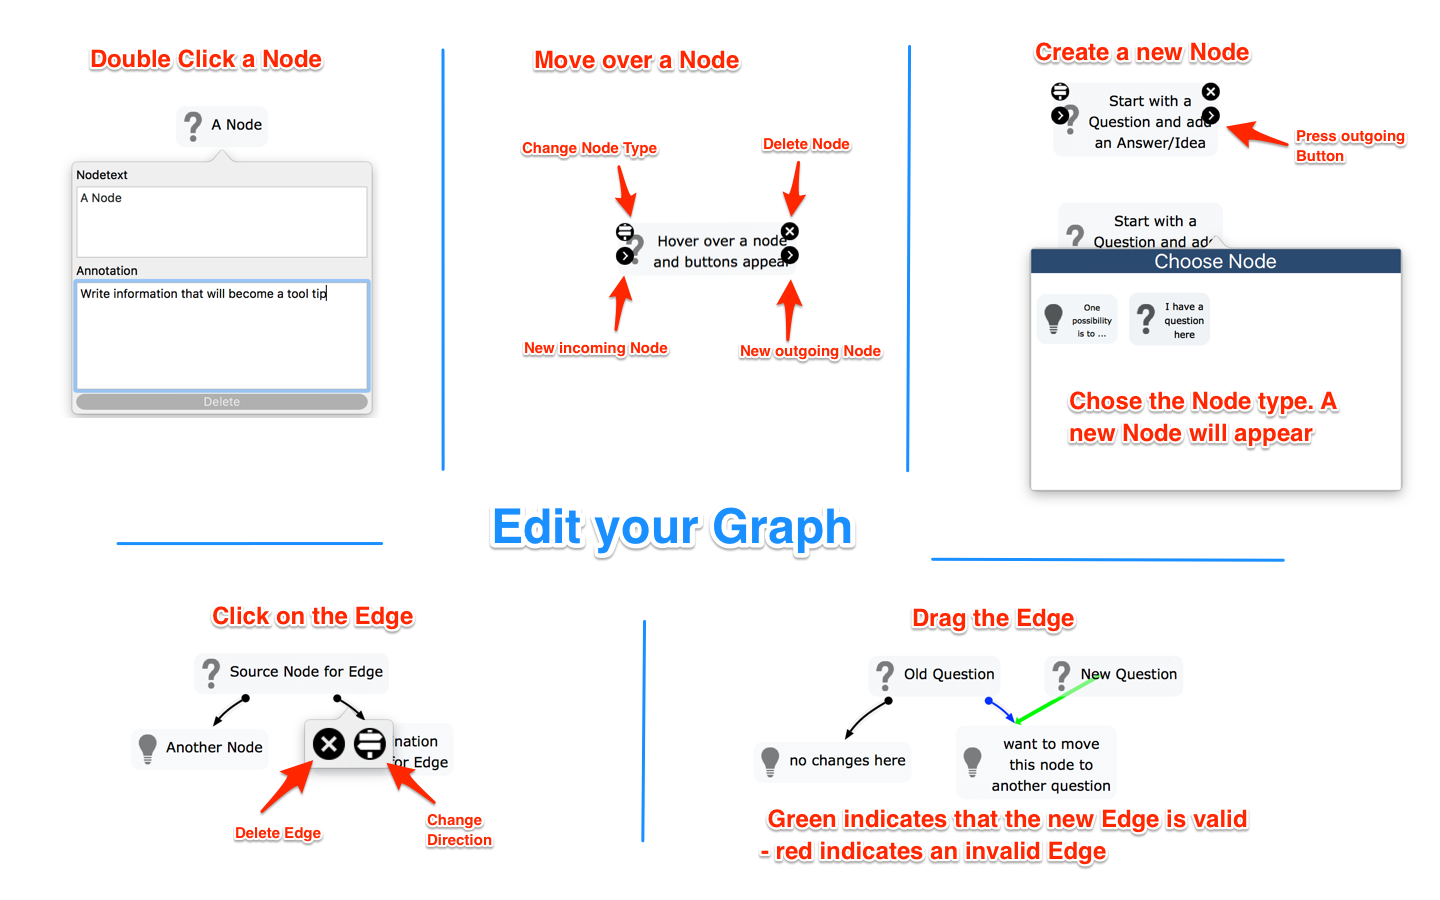 Double Click a Node
A Node
Nodetext
A Node
Annotation
Write information that will become a tool tip
Delete
Move over a Node
Change Node Type
Delete Node
Hover over a node
and buttons appear
New incoming Node
New outgoing Node
Create a new Node
Start with a
Question and add
an Answer/Idea
Press outgoing
Button
Start with a
Question and add
Choose Node
One
possibility
is to ...
I have a
question
here
Chose the Node type. A
new Node will appear
Edit your Graph
Click on the Edge
Source Node for Edge
Another Node
nation
for Edge
Delete Edge
Change
Direction
Drag the Edge
Old Question
New Question
no changes here
want to move
this node to
another question
Green indicates that the new Edge is valid
- red indicates an invalid Edge